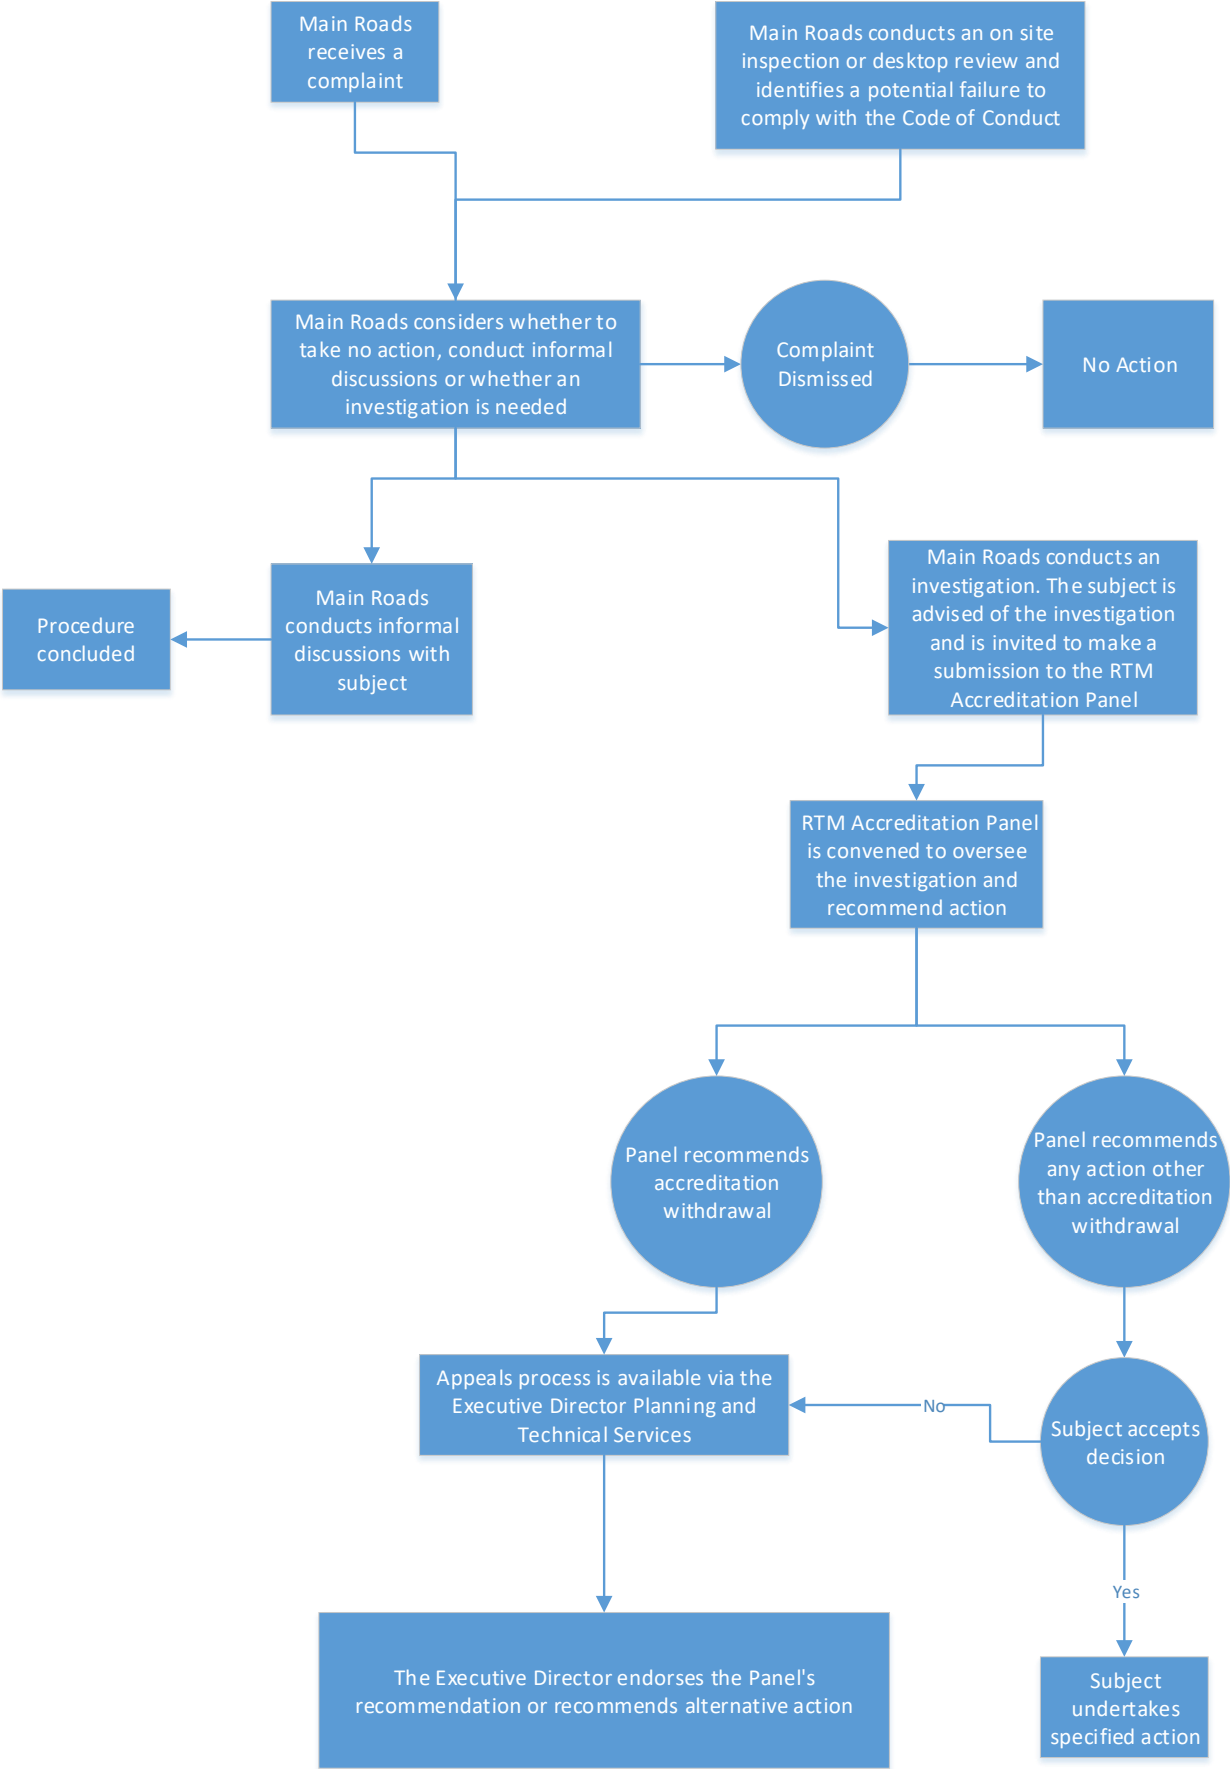 Main Roads
receives a
complaint
Main Roads conducts an on site
inspection or desktop review and
identifies a potential failure to
comply with the Code of Conduct
Main Roads considers whether to
take no action, conduct informal
discussions or whether an
investigation is needed
Complaint
Dismissed
No Action
Main Roads
conducts informal
discussions with
subject
Procedure
concluded
Main Roads conducts an
investigation. The subject is
advised of the investigation
and is invited to make a
submission to the RTM
Accreditation Panel
RTM Accreditation Panel
is convened to oversee
the investigation and
recommend action
Panel recommends
accreditation
withdrawal
Panel recommends
any action other
than accreditation
withdrawal
Appeals process is available via the
Executive Director Planning and
Technical Services
No
Subject accepts
decision
Yes
The Executive Director endorses the Panel's
recommendation or recommends alternative action
Subject
undertakes
specified action